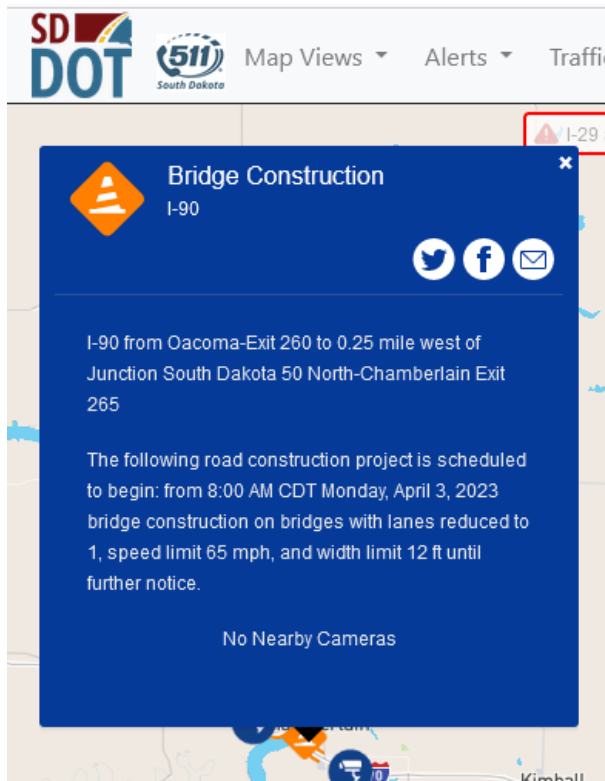 SD
DOT
511
South Dakota
Map Views
Alerts
I-29
×
Bridge Construction
I-90
I-90 from Oacoma-Exit 260 to 0.25 mile west of
Junction South Dakota 50 North-Chamberlain Exit
265
The following road construction project is scheduled
to begin: from 8:00 AM CDT Monday, April 3, 2023
bridge construction on bridges with lanes reduced to
1, speed limit 65 mph, and width limit 12 ft until
further notice.
No Nearby Cameras
Kimball